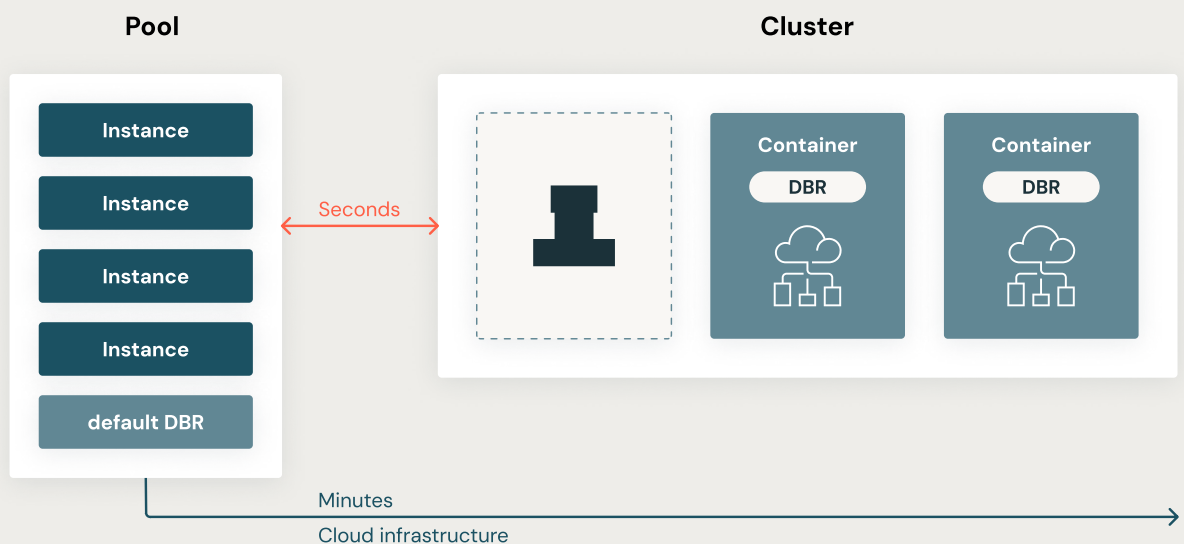 Pool
Cluster
Instance
Instance
Instance
Instance
default DBR
Seconds
Container
DBR
Container
DBR
Minutes
Cloud infrastructure